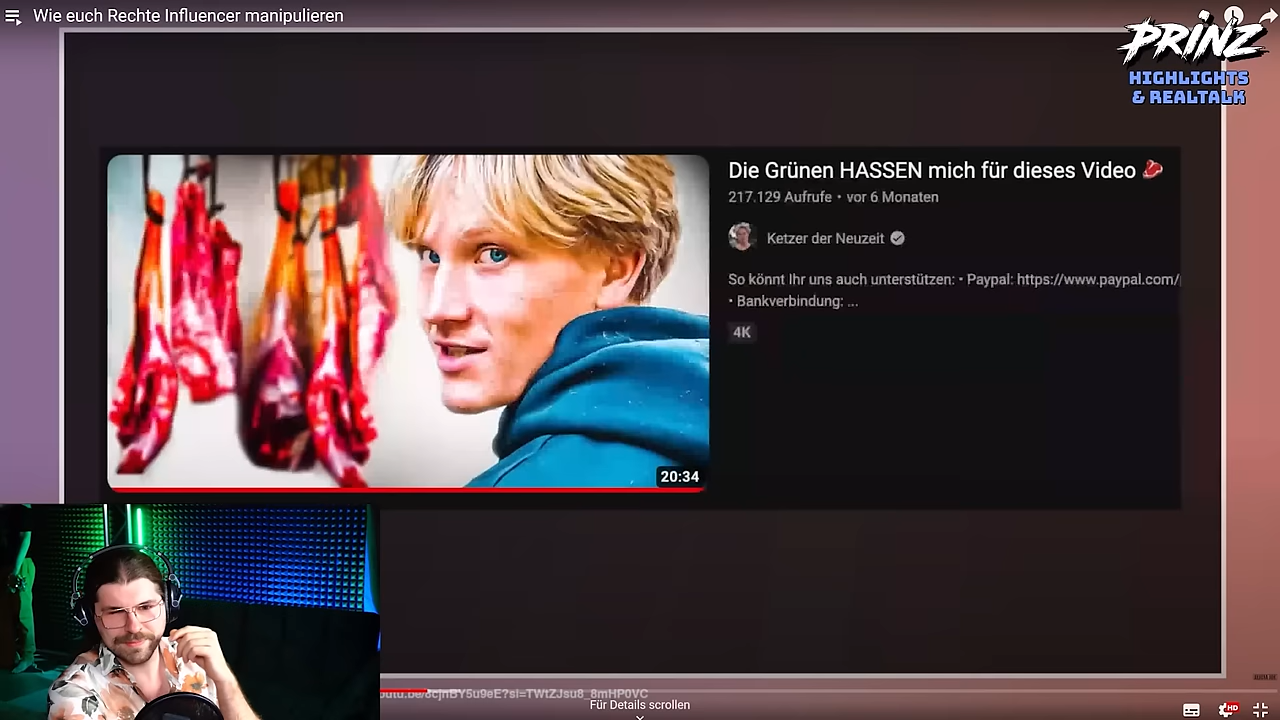 Wie euch Rechte Influencer manipulieren
PRINZ
HIGHLIGHTS
& REALTALK
Die Grünen HASSEN mich für dieses Video 🥩
217.129 Aufrufe • vor 6 Monaten
Ketzer der Neuzeit
So könnt Ihr uns auch unterstützen: • Paypal: https://www.paypal.com/
• Bankverbindung: ...
4K
20:34
Für Details scrollen
HD